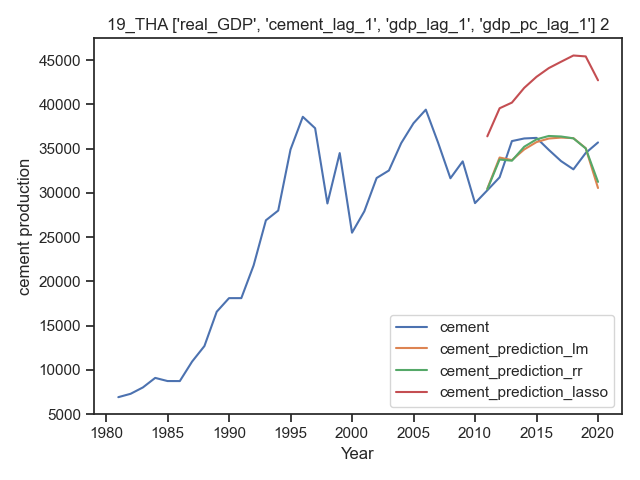 19_THA ['real_GDP', 'cement_lag_1', 'gdp_lag_1', 'gdp_pc_lag_1'] 2
45000
40000
35000
30000
25000
20000
15000
10000
5000
cement production
1980 1985 1990 1995 2000 2005 2010 2015 2020
Year
cement
cement_prediction_lm
cement_prediction_rr
cement_prediction_lasso